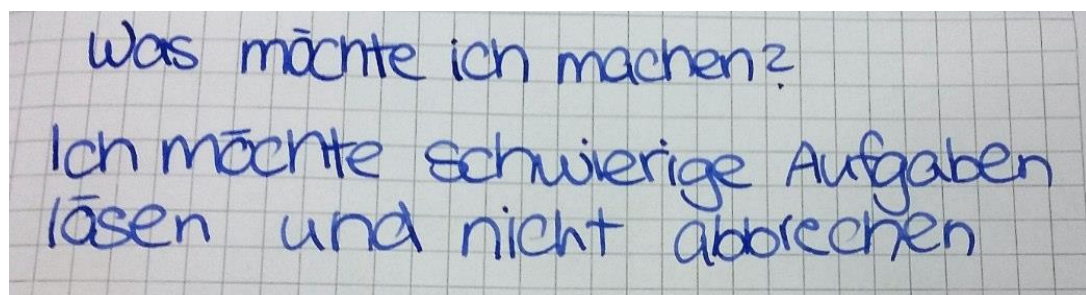 Was möchte ich machen?
Ich möchte schwierige Aufgaben
lösen und nicht abbrechen